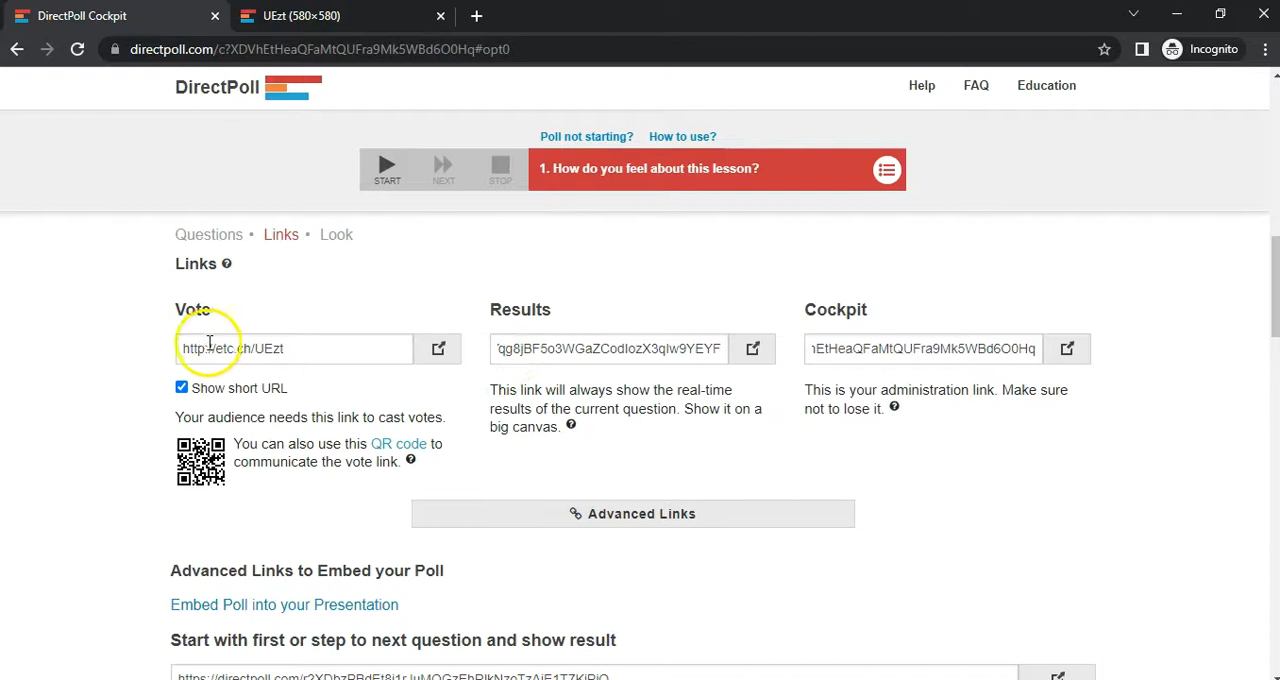 DirectPoll Cockpit
UEzt (580×580)
directpoll.com/c?XDVhEtHeaQFaMtQUFra9Mk5WBd6O0Hq#opt0
Incognito
DirectPoll
Help FAQ Education
Poll not starting? How to use?
START NEXT STOP
1. How do you feel about this lesson?
Questions • Links • Look
Links
Vote
http://etc.ch/UEzt
Show short URL
Your audience needs this link to cast votes.
You can also use this QR code to
communicate the vote link.
Results
qg8jBF5o3WGaZCodIozX3qIw9YEYF
This link will always show the real-time
results of the current question. Show it on a
big canvas.
Cockpit
EtHeaQFaMtQUFra9Mk5WBd6O0Hq
This is your administration link. Make sure
not to lose it.
Advanced Links
Advanced Links to Embed your Poll
Embed Poll into your Presentation
Start with first or step to next question and show result